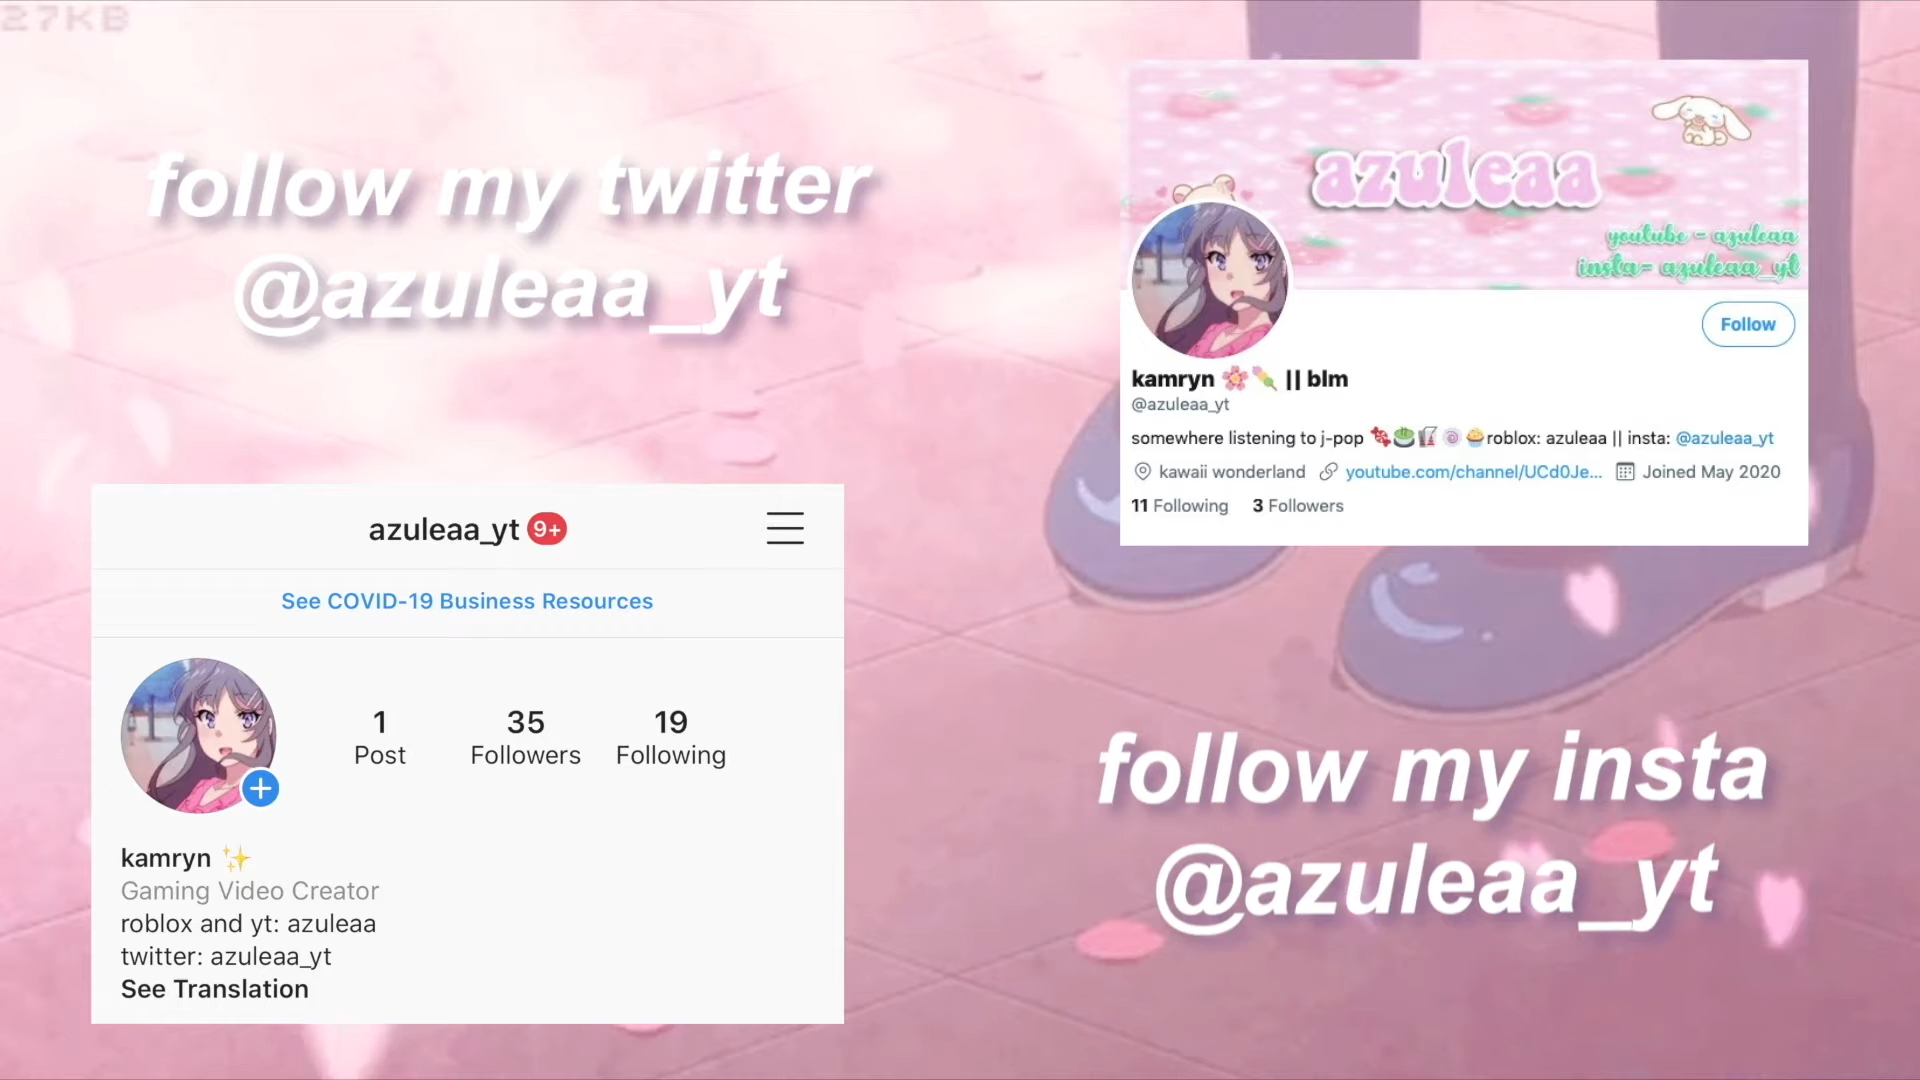 27KB
follow my twitter
@azuleaa_yt
azuleaa
youtube - azuleaa
insta- azuleaa_yt
Follow
kamryn 🌸🍡 || blm
@azuleaa_yt
somewhere listening to j-pop 🍬🍵🥡🍥🧁roblox: azuleaa || insta: @azuleaa_yt
kawaii wonderland youtube.com/channel/UCd0Je... Joined May 2020
11 Following 3 Followers
azuleaa_yt 9+
See COVID-19 Business Resources
1 35 19
Post Followers Following
kamryn ✨
Gaming Video Creator
roblox and yt: azuleaa
twitter: azuleaa_yt
See Translation
follow my insta
@azuleaa_yt